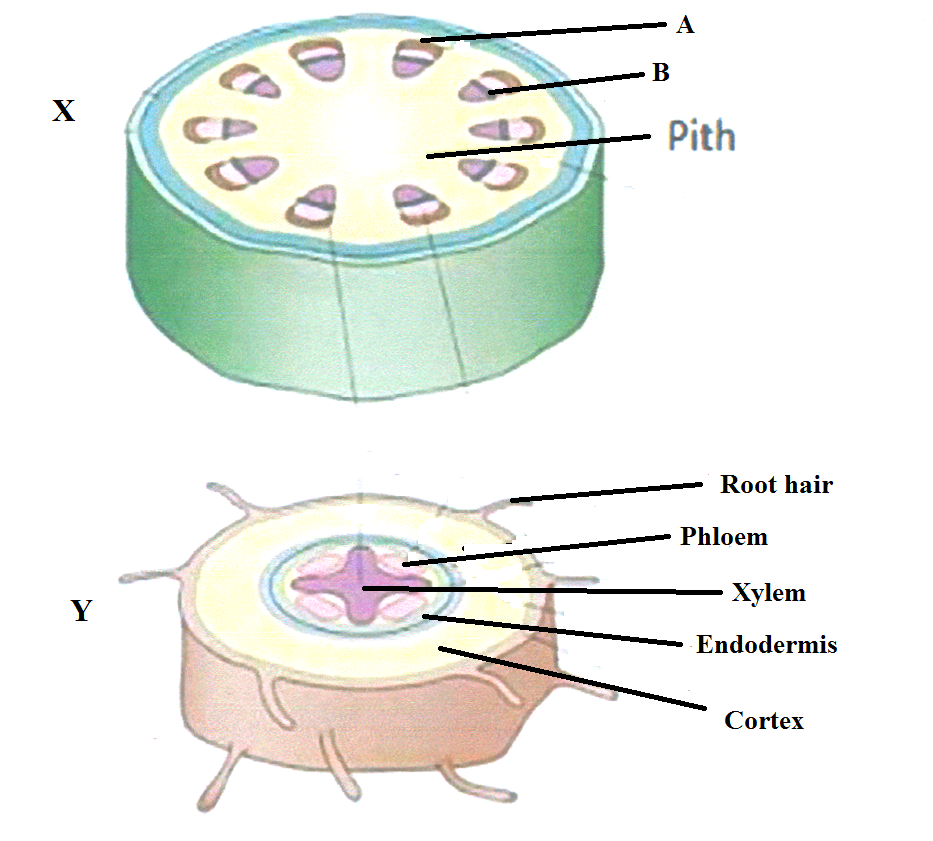 A
B
X
Pith
Root hair
Phloem
Xylem
Y
Endodermis
Cortex